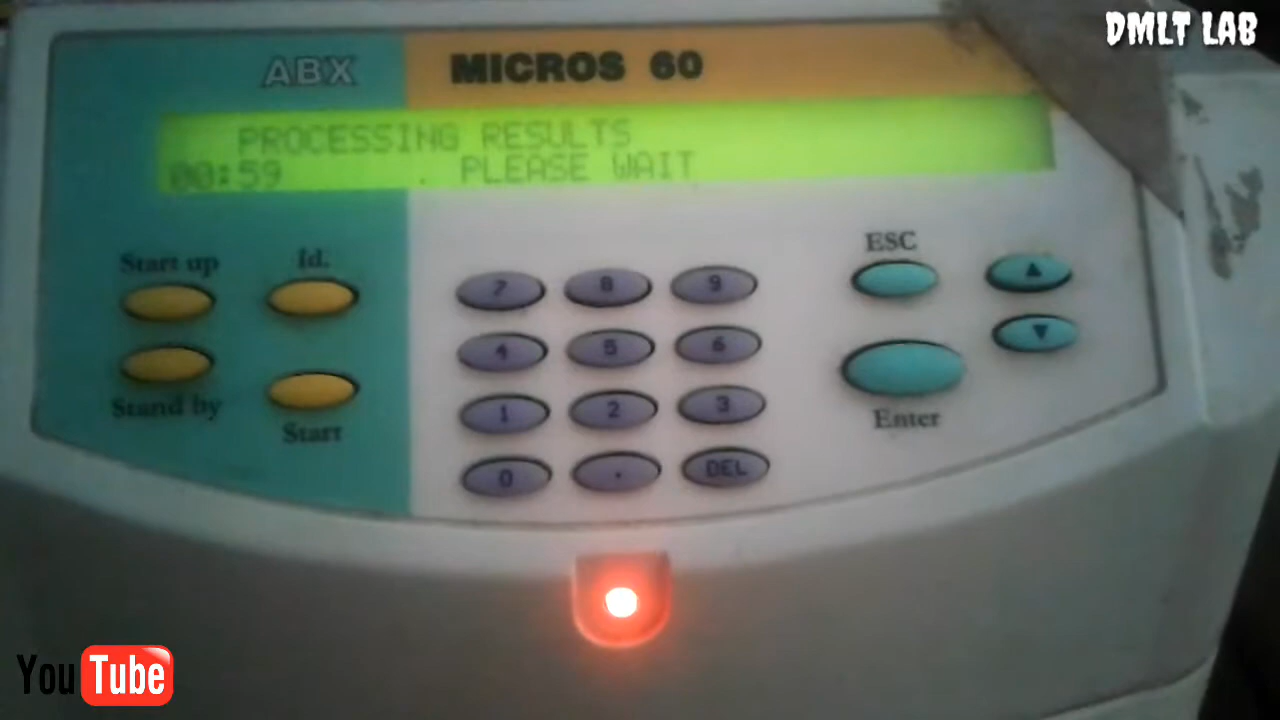 DMLT LAB
ABX MICROS 60
PROCESSING RESULTS
00:59 . PLEASE WAIT
Start up Id. ESC
7 8 9 ▲
4 5 6 ▼
Stand by Start
1 2 3 Enter
0 . DEL
YouTube